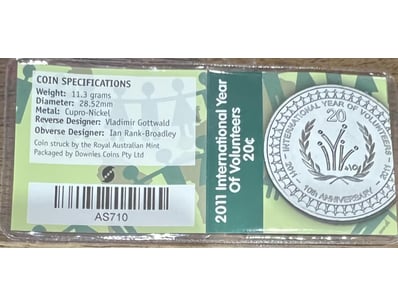 COIN SPECIFICATIONS
Weight: 11.3 grams
Diameter: 28.52mm
Metal: Cupro-Nickel
Reverse Designer: Vladimir Gottwald
Obverse Designer: Ian Rank-Broadley
Coin struck by the Royal Australian Mint
Packaged by Downies Coins Pty Ltd
AS710
2011 International Year
Of Volunteers
20c
INTERNATIONAL YEAR OF VOLUNTEERS
20
10th ANNIVERSARY